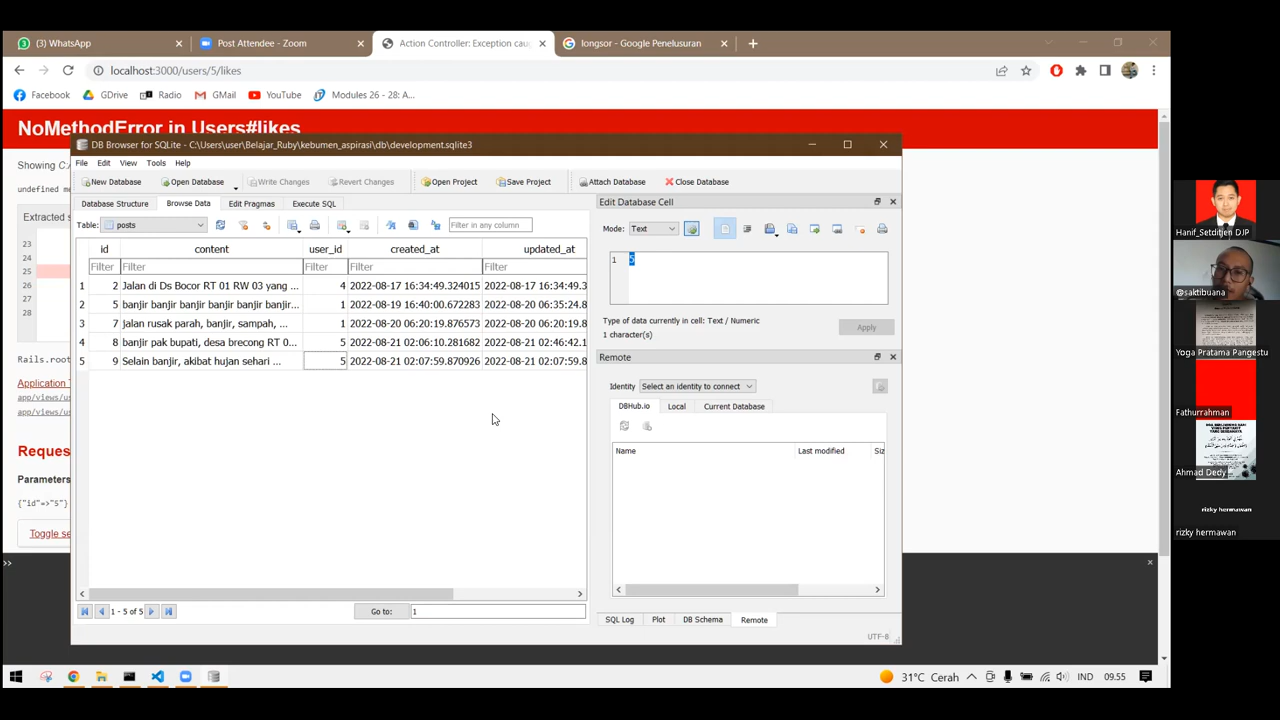 (3) WhatsApp
Post Attendee - Zoom
Action Controller: Exception cau
longsor - Google Penelusuran
localhost:3000/users/5/likes
Facebook
GDrive
Radio
GMail
YouTube
Modules 26 - 28: A...
NoMethodError in Users#likes
Showing C:
undefined m
Extracted s
23
24
25
26
27
28
Rails.root
Application
app/views/us
app/views/us
Reques
Parameters
{"id"=>"5"}
Toggle se
>>
DB Browser for SQLite - C:\Users\user\Belajar_Ruby\kebumen_aspirasi\db\development.sqlite3
File Edit View Tools Help
New Database Open Database Write Changes Revert Changes Open Project Save Project Attach Database Close Database
Database Structure Browse Data Edit Pragmas Execute SQL
Table: posts Filter in any column
id content user_id created_at updated_at
Filter Filter Filter Filter Filter
1 2 Jalan di Ds Bocor RT 01 RW 03 yang ... 4 2022-08-17 16:34:49.324015 2022-08-17 16:34:49.3
2 5 banjir banjir banjir banjir banjir banjir... 1 2022-08-19 16:40:00.672283 2022-08-20 06:35:24.8
3 7 jalan rusak parah, banjir, sampah, ... 1 2022-08-20 06:20:19.876573 2022-08-20 06:20:19.8
4 8 banjir pak bupati, desa brecong RT 0... 5 2022-08-21 02:06:10.281682 2022-08-21 02:46:42.1
5 9 Selain banjir, akibat hujan sehari ... 5 2022-08-21 02:07:59.870926 2022-08-21 02:07:59.8
1 - 5 of 5 Go to: 1
Edit Database Cell
Mode: Text
1 5
Type of data currently in cell: Text / Numeric
1 character(s)
Apply
Remote
Identity Select an identity to connect
DBHub.io Local Current Database
Name Last modified Siz
SQL Log Plot DB Schema Remote
UTF-8
Hanif_Setditjen DJP
@saktibuana
Yoga Pratama Pangestu
Fathurrahman
Ahmad Dedy
rizky hermawan
rizky hermawan
31°C Cerah
IND
09.55